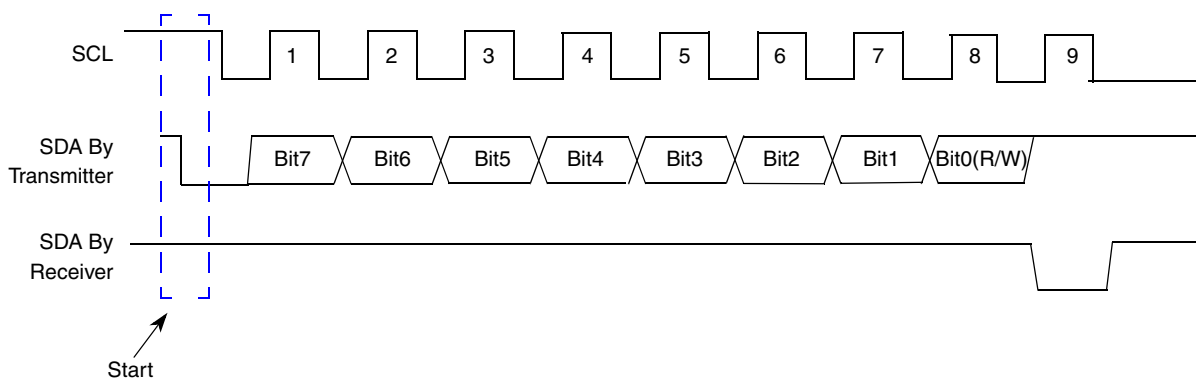 SCL
1 2 3 4 5 6 7 8 9
SDA By
Transmitter
Bit7 Bit6 Bit5 Bit4 Bit3 Bit2 Bit1 Bit0(R/W)
SDA By
Receiver
Start